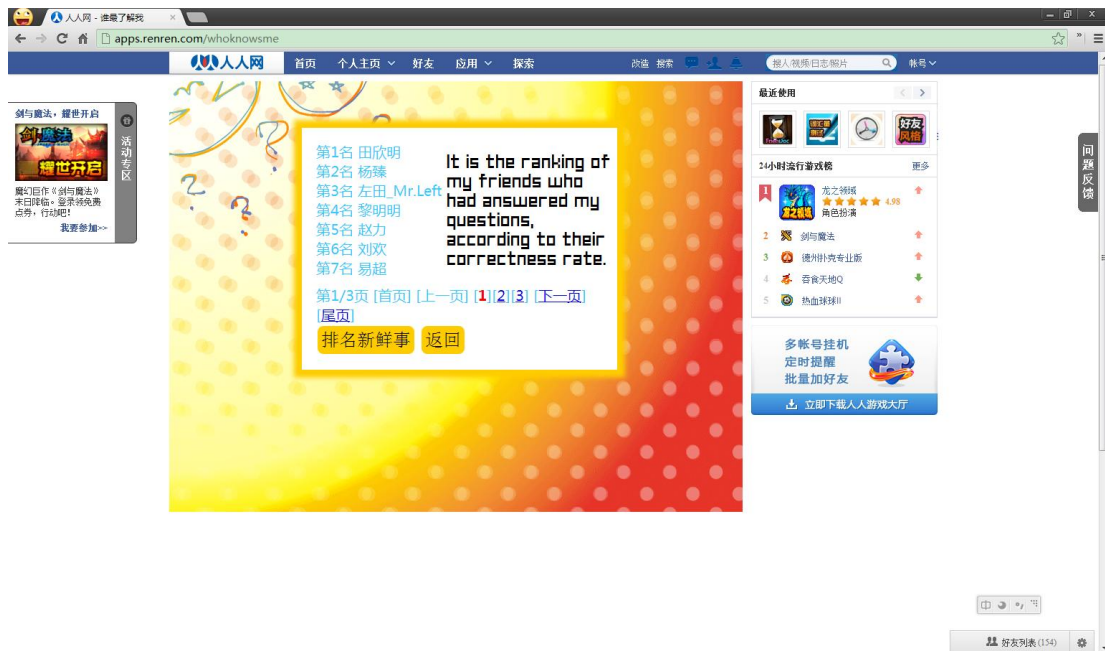 人人网 - 谁最了解我
apps.renren.com/whoknowsme
人人网
首页
个人主页
好友
应用
探索
改造
搜索
搜人/视频/日志/照片
帐号
剑与魔法，耀世开启
剑与魔法
耀世开启
魔幻巨作《剑与魔法》
末日降临。登录领免费
点券，行动吧！
我要参加>>
活动专区
第1名 田欣明
第2名 杨臻
第3名 左田_Mr.Left
第4名 黎明明
第5名 赵力
第6名 刘欢
第7名 易超
It is the ranking of
my friends who
had answered my
questions,
according to their
correctness rate.
第1/3页 [首页] [上一页] [1][2][3] [下一页]
[尾页]
排名新鲜事
返回
最近使用
好友
风格
24小时流行游戏榜
更多
1
龙之领域
龙之领域
4.98
角色扮演
2 剑与魔法
3 德州扑克专业版
4 吞食天地Q
5 热血球球II
多帐号挂机
定时提醒
批量加好友
立即下载人人游戏大厅
问题反馈
中
好友列表(154)